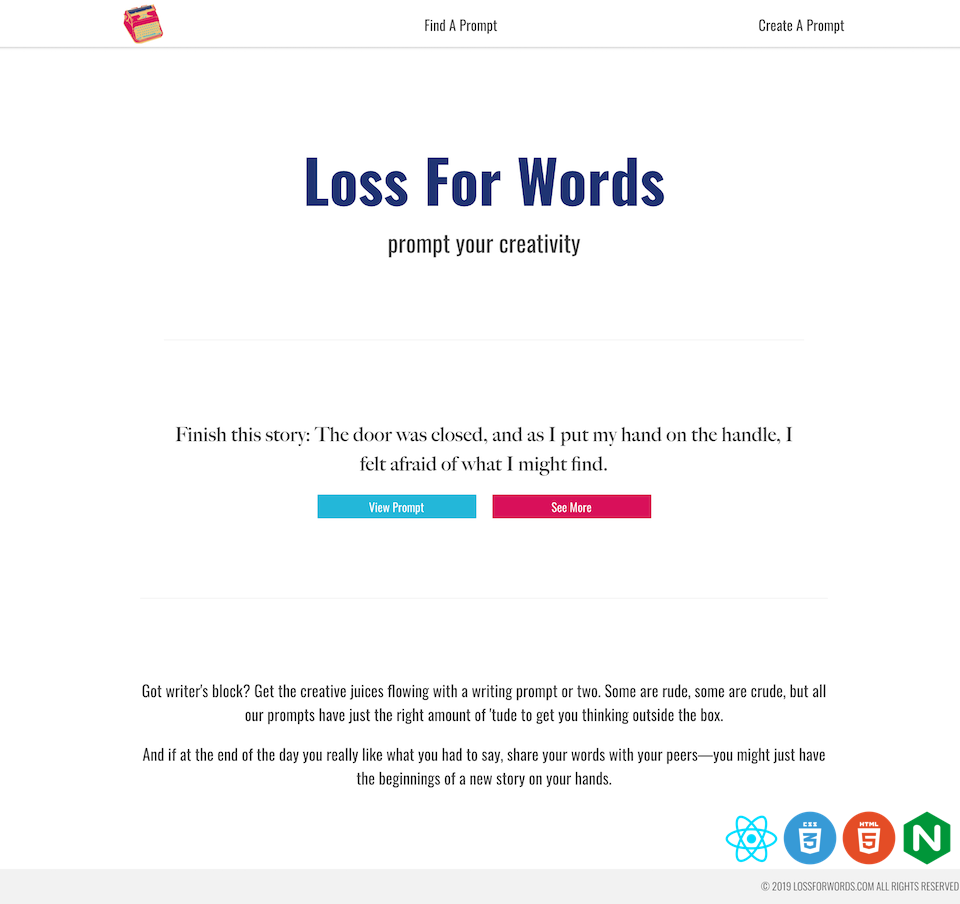 Find A Prompt
Create A Prompt
Loss For Words
prompt your creativity
Finish this story: The door was closed, and as I put my hand on the handle, I
felt afraid of what I might find.
View Prompt
See More
Got writer's block? Get the creative juices flowing with a writing prompt or two. Some are rude, some are crude, but all
our prompts have just the right amount of 'tude to get you thinking outside the box.
And if at the end of the day you really like what you had to say, share your words with your peers—you might just have
the beginnings of a new story on your hands.
CSS
3
HTML
5
N
© 2019 LOSSFORWORDS.COM ALL RIGHTS RESERVED